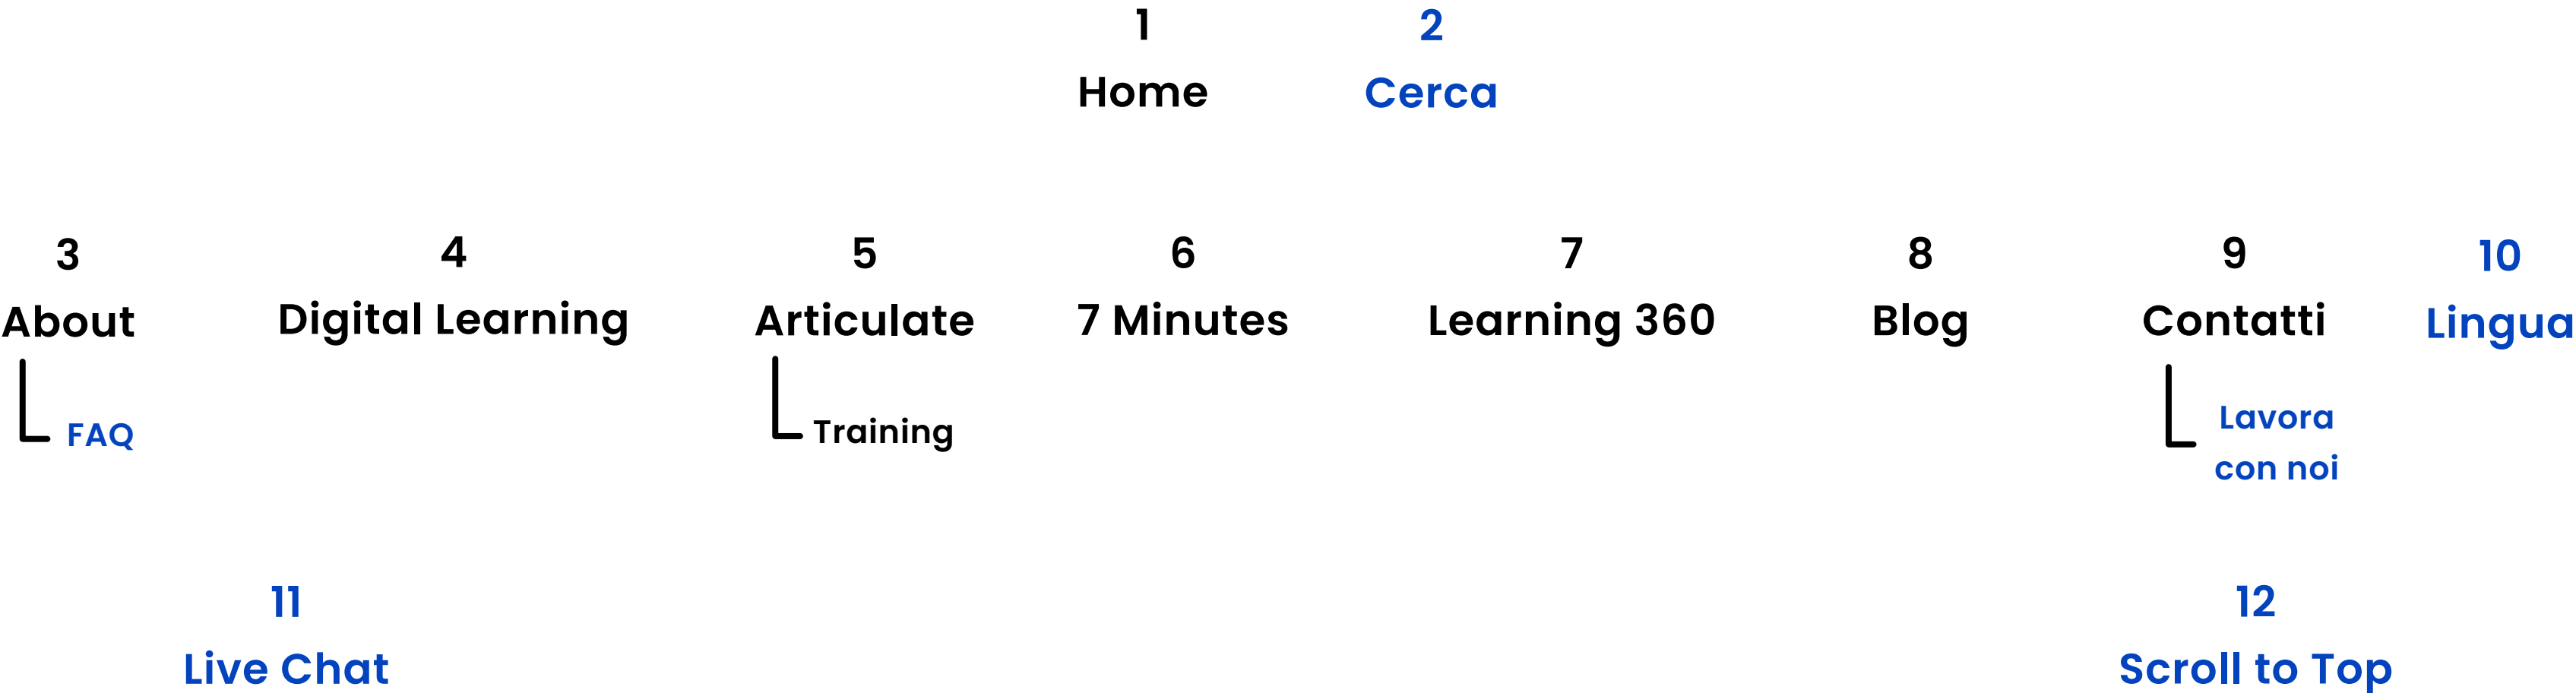 1 2
Home Cerca
3 4 5 6 7 8 9 10
About Digital Learning Articulate 7 Minutes Learning 360 Blog Contatti Lingua
FAQ Training Lavora
con noi
11 12
Live Chat Scroll to Top